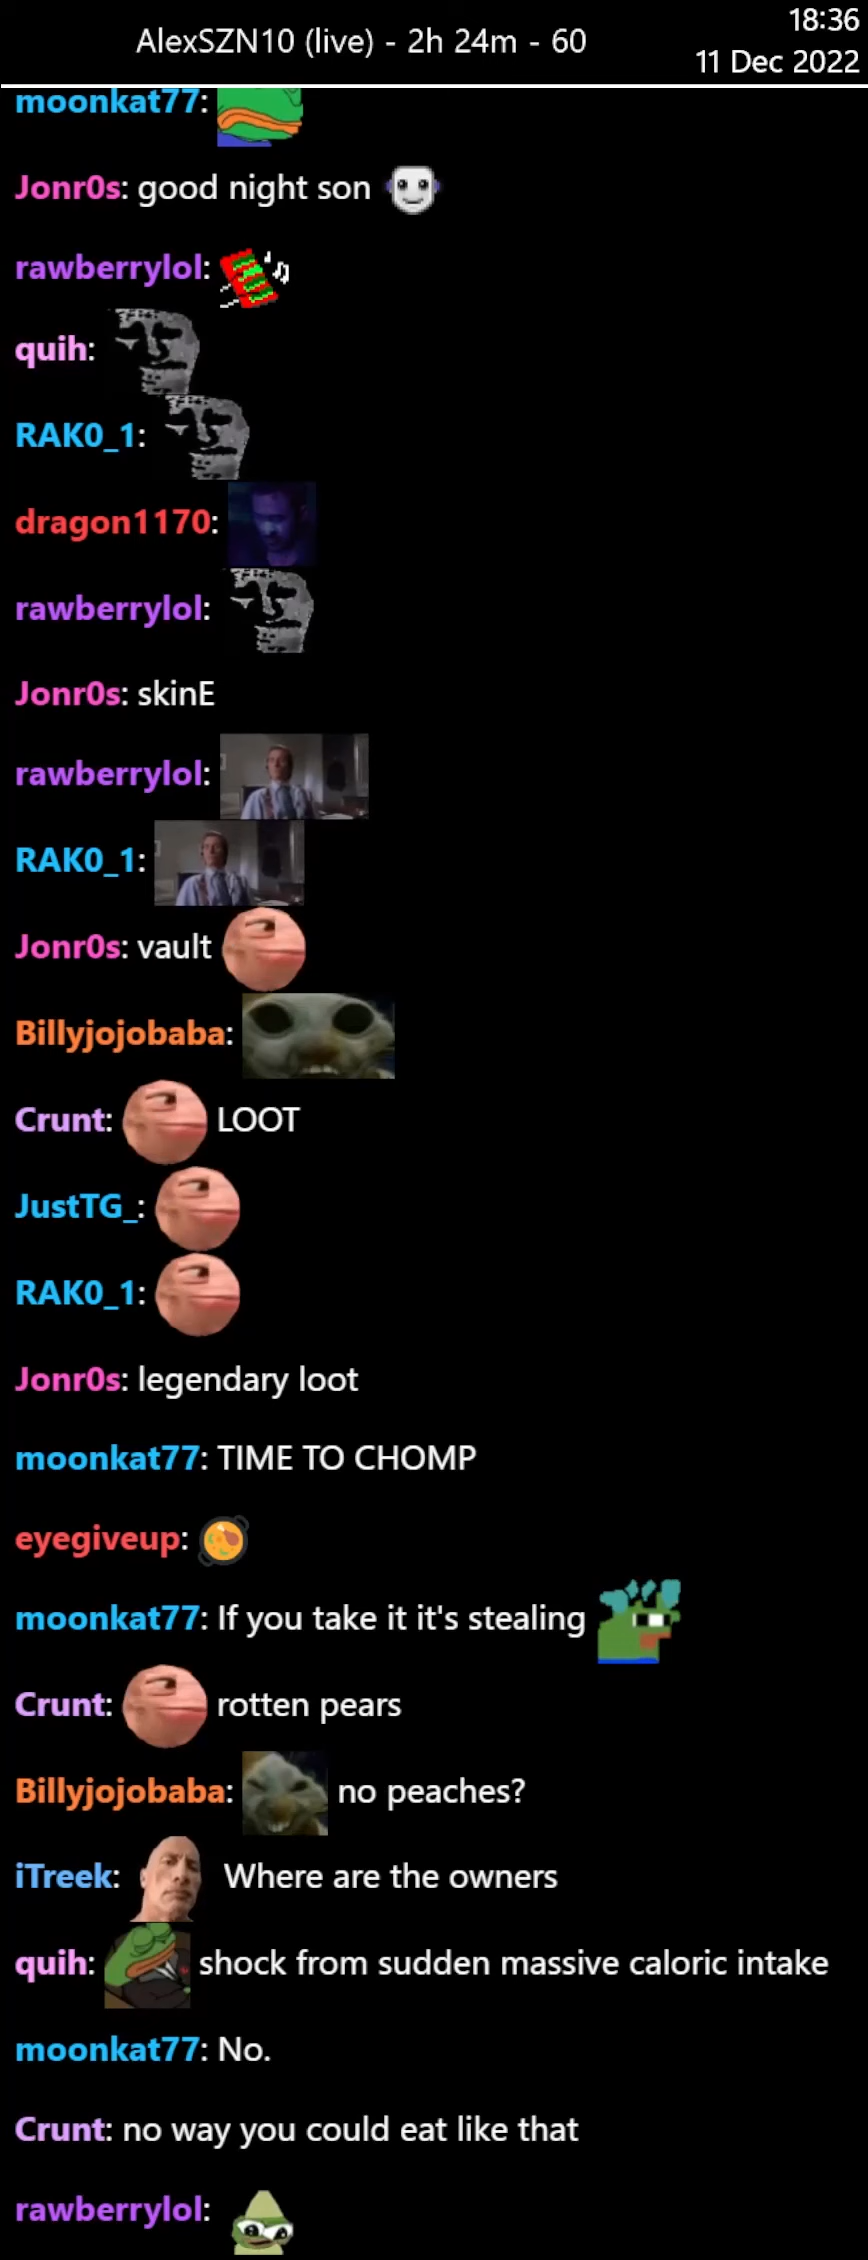 AlexSZN10 (live) - 2h 24m - 60
18:36
11 Dec 2022
moonkat77:
Jonr0s: good night son
rawberrylol:
quih:
RAK0_1:
dragon1170:
rawberrylol:
Jonr0s: skinE
rawberrylol:
RAK0_1:
Jonr0s: vault
Billyjojobaba:
Crunt: LOOT
JustTG_:
RAK0_1:
Jonr0s: legendary loot
moonkat77: TIME TO CHOMP
eyegiveup:
moonkat77: If you take it it's stealing
Crunt: rotten pears
Billyjojobaba: no peaches?
iTreek: Where are the owners
quih: shock from sudden massive caloric intake
moonkat77: No.
Crunt: no way you could eat like that
rawberrylol: